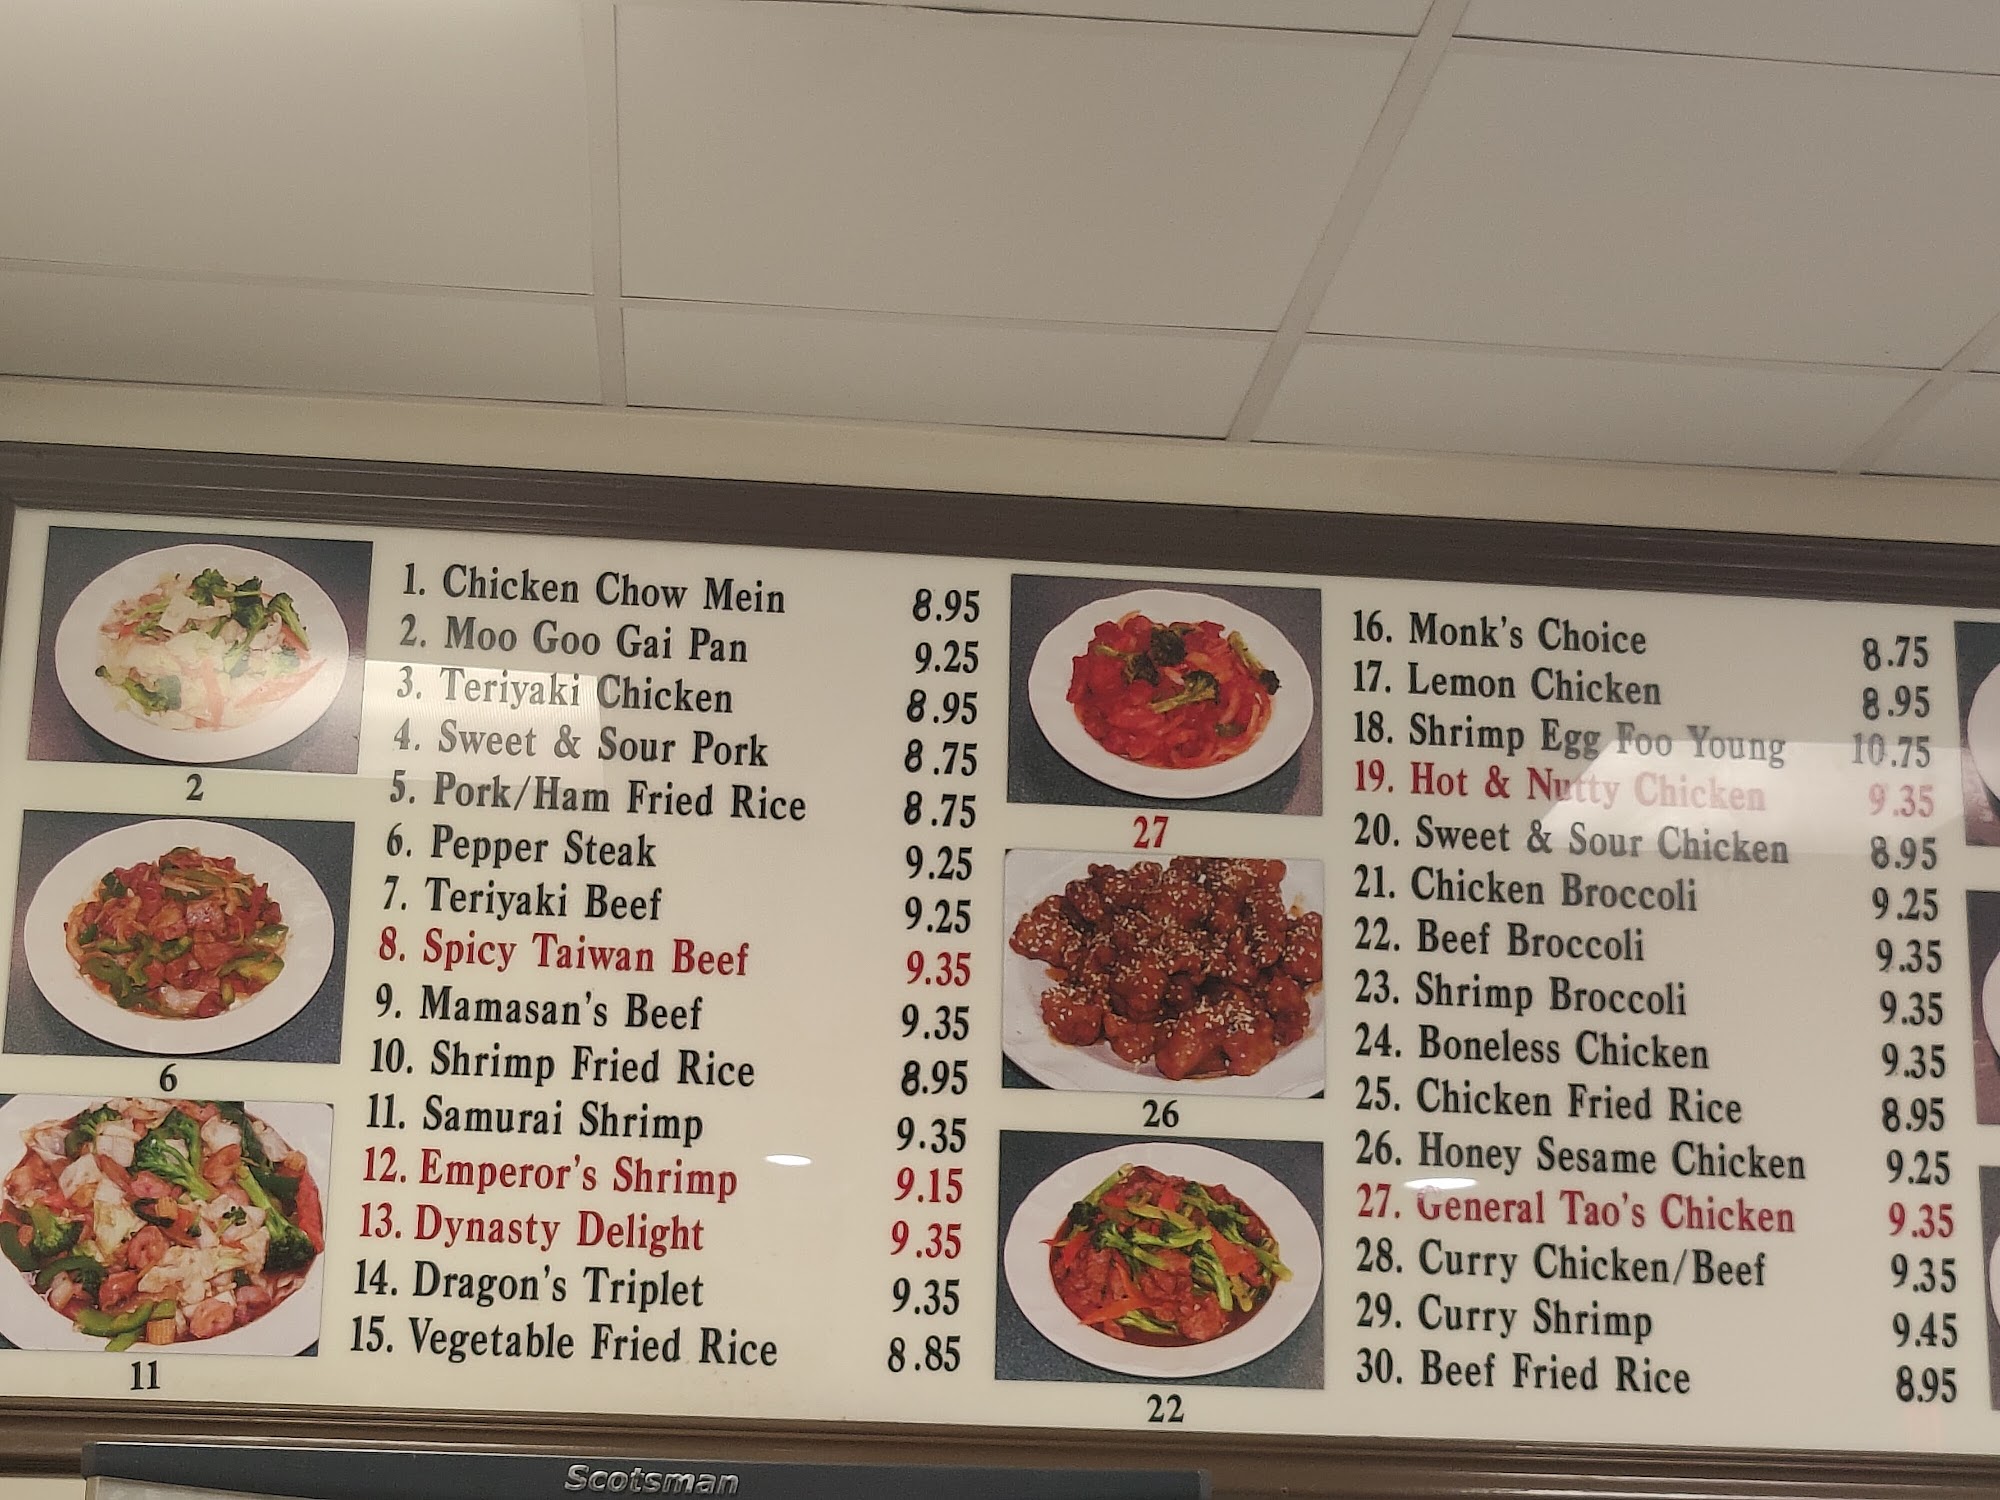 1. Chicken Chow Mein 8.95
2. Moo Goo Gai Pan 9.25
3. Teriyaki Chicken 8.95
4. Sweet & Sour Pork 8.75
5. Pork/Ham Fried Rice 8.75
6. Pepper Steak 9.25
7. Teriyaki Beef 9.25
8. Spicy Taiwan Beef 9.35
9. Mamasan's Beef 9.35
10. Shrimp Fried Rice 8.95
11. Samurai Shrimp 9.35
12. Emperor's Shrimp 9.15
13. Dynasty Delight 9.35
14. Dragon's Triplet 9.35
15. Vegetable Fried Rice 8.85
2
6
11
16. Monk's Choice 8.75
17. Lemon Chicken 8.95
18. Shrimp Egg Foo Young 10.75
19. Hot & Nutty Chicken 9.35
20. Sweet & Sour Chicken 8.95
21. Chicken Broccoli 9.25
22. Beef Broccoli 9.35
23. Shrimp Broccoli 9.35
24. Boneless Chicken 9.35
25. Chicken Fried Rice 8.95
26. Honey Sesame Chicken 9.25
27. General Tao's Chicken 9.35
28. Curry Chicken/Beef 9.35
29. Curry Shrimp 9.45
30. Beef Fried Rice 8.95
27
26
22
Scotsman